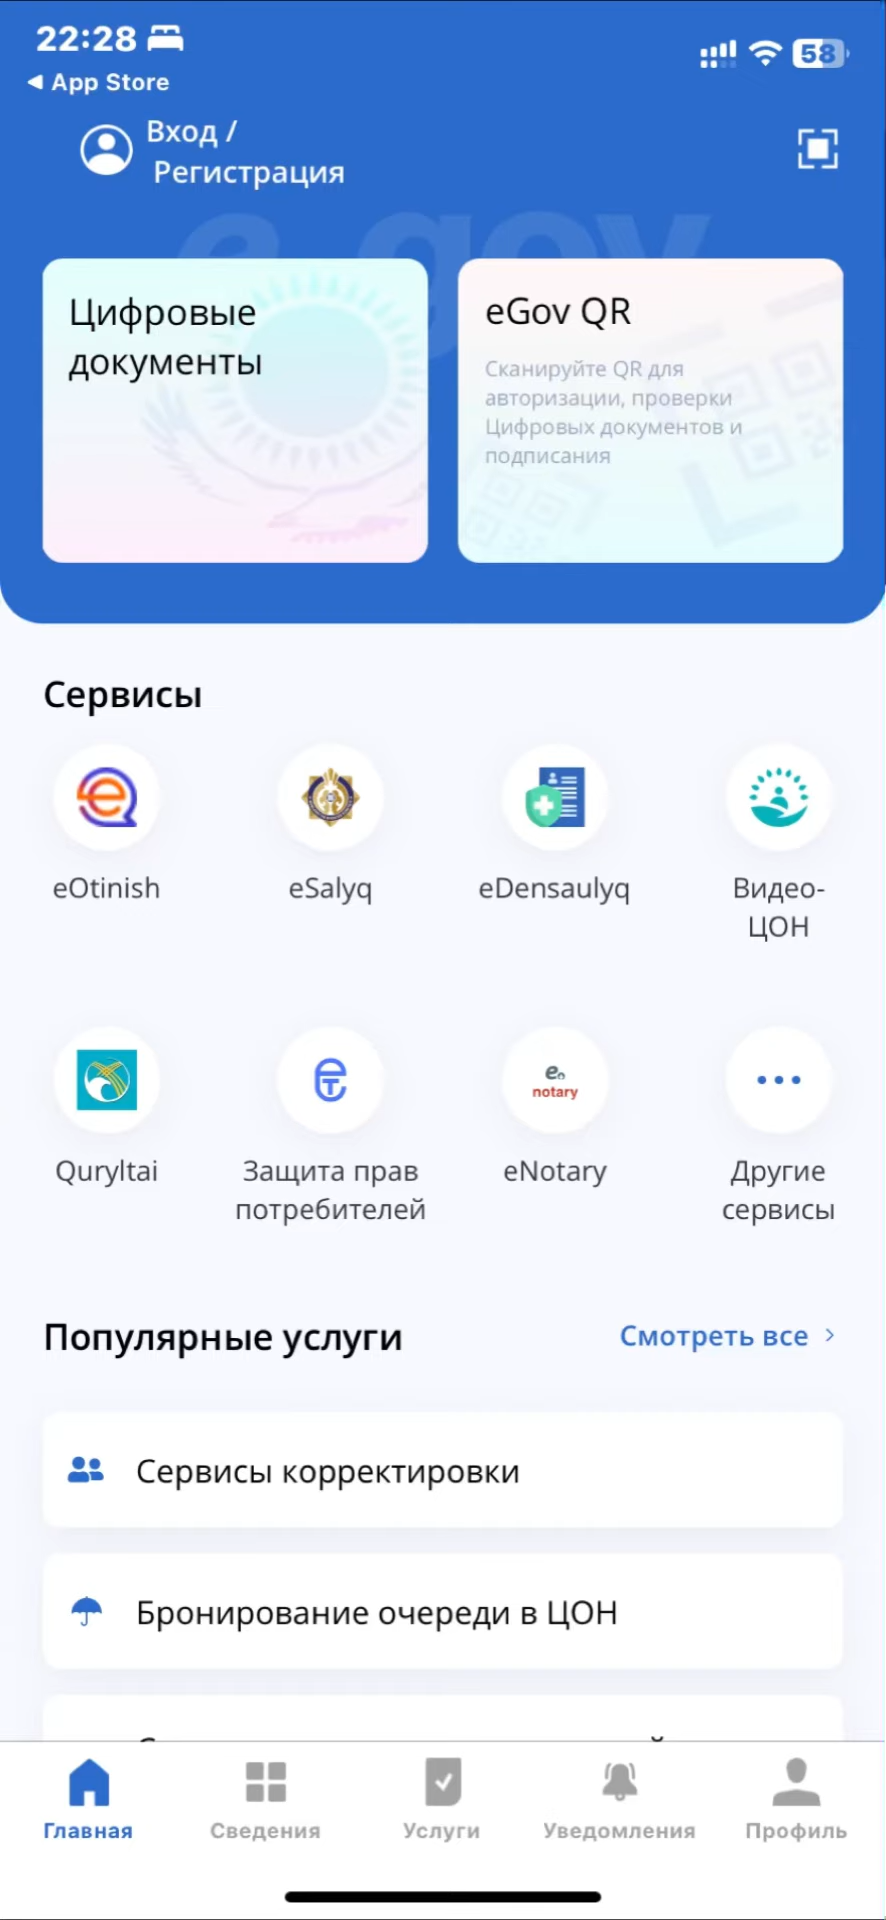 22:28
58
App Store
Вход /
Регистрация
e.gov
Цифровые
документы
eGov QR
Сканируйте QR для
авторизации, проверки
Цифровых документов и
подписания
Сервисы
eOtinish
eSalyq
eDensaulyq
Видео-
ЦОН
e
notary
Quryltai
Защита прав
потребителей
eNotary
Другие
сервисы
Популярные услуги
Смотреть все
Сервисы корректировки
Бронирование очереди в ЦОН
Главная
Сведения
Услуги
Уведомления
Профиль